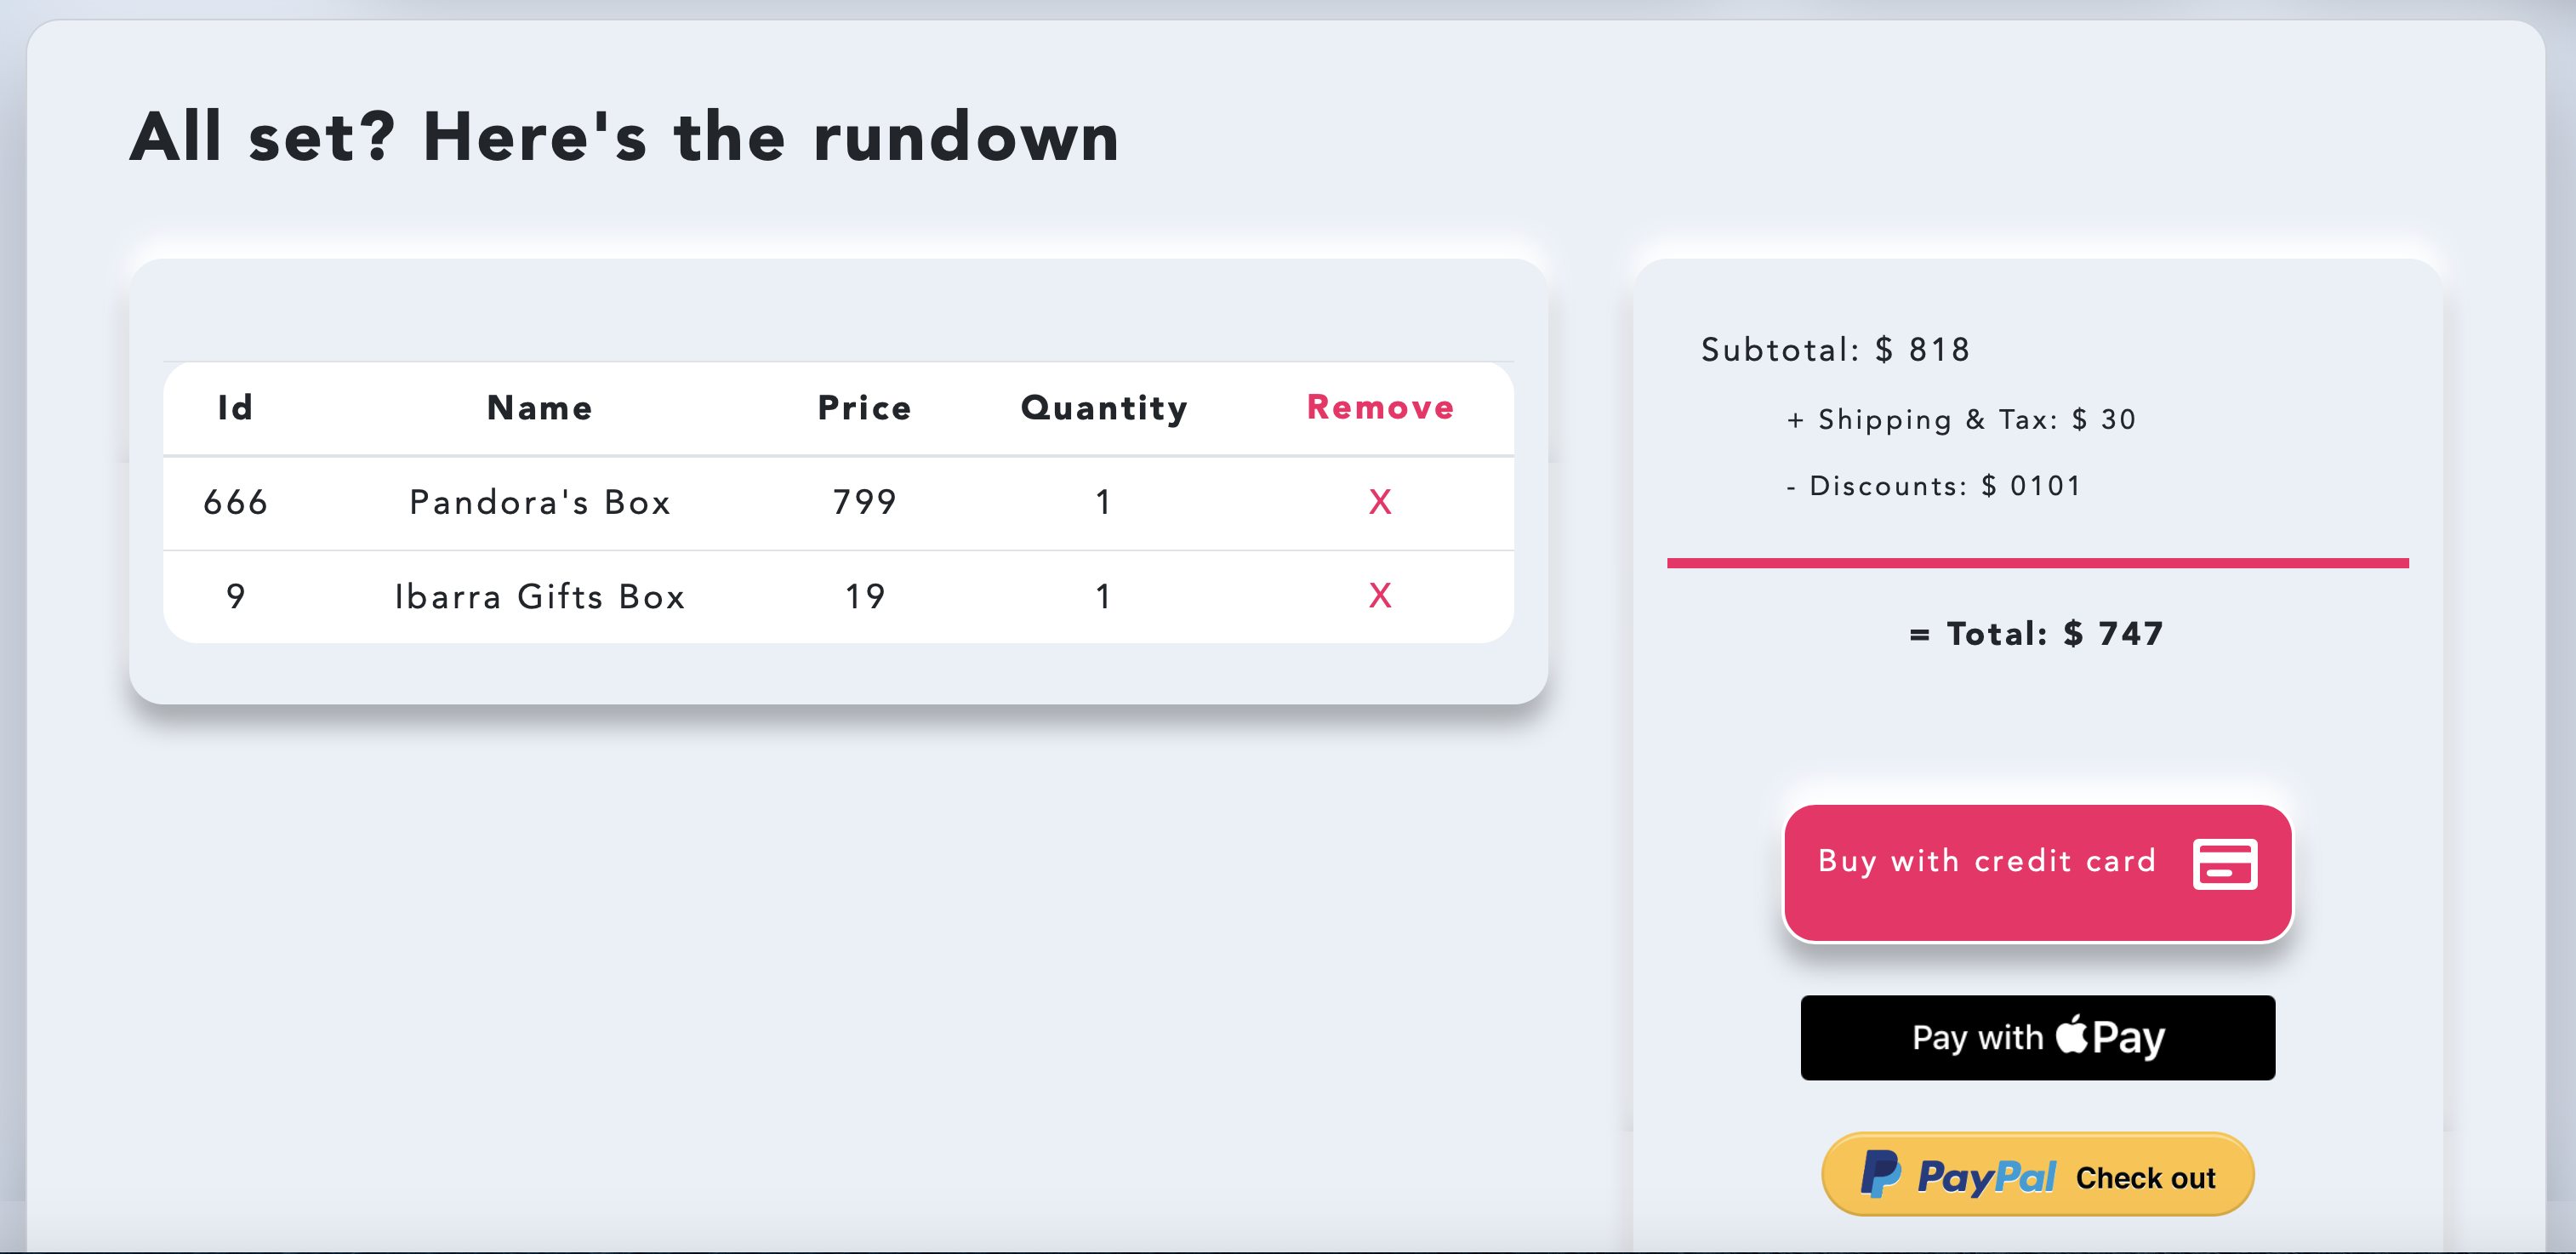 All set? Here's the rundown
Id Name Price Quantity Remove
666 Pandora's Box 799 1 X
9 Ibarra Gifts Box 19 1 X
Subtotal: $ 818
+ Shipping & Tax: $ 30
- Discounts: $ 0101
= Total: $ 747
Buy with credit card
Pay with Pay
PayPal Check out